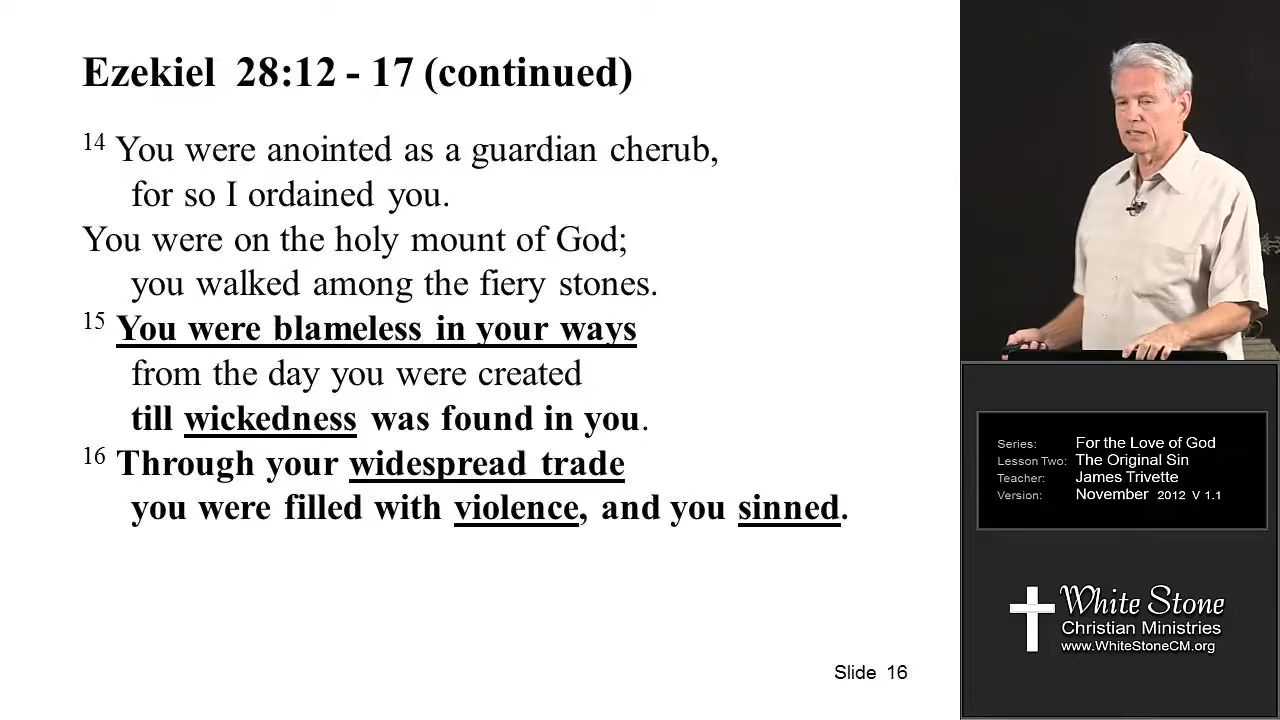 Ezekiel 28:12 - 17 (continued)
14 You were anointed as a guardian cherub,
for so I ordained you.
You were on the holy mount of God;
you walked among the fiery stones.
15 You were blameless in your ways
from the day you were created
till wickedness was found in you.
16 Through your widespread trade
you were filled with violence, and you sinned.
Slide 16
Series: For the Love of God
Lesson Two: The Original Sin
Teacher: James Trivette
Version: November 2012 V 1.1
White Stone
Christian Ministries
www.WhiteStoneCM.org